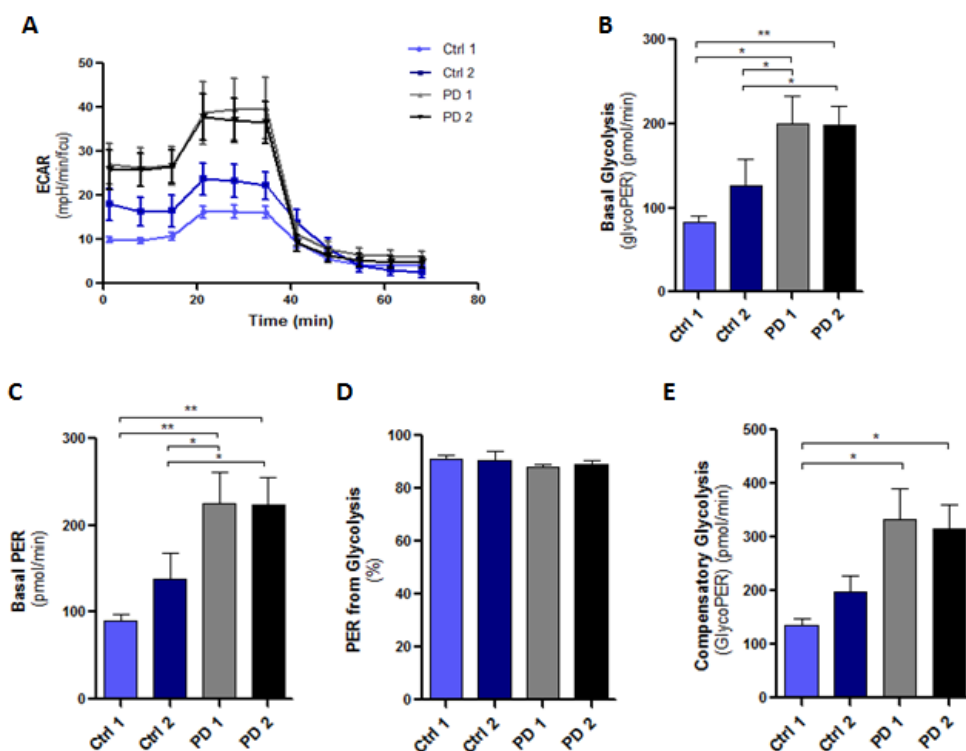 A
ECAR
(mpH/min/fcu)
50
40
30
20
10
0
0
20
40
60
80
Time (min)
Ctrl 1
Ctrl 2
PD 1
PD 2
B
Basal Glycolysis
(glycoPER) (pmol/min)
300
200
100
0
**
*
*
*
Ctrl 1
Ctrl 2
PD 1
PD 2
C
Basal PER
(pmol/min)
300
200
100
0
**
**
*
*
Ctrl 1
Ctrl 2
PD 1
PD 2
D
PER from Glycolysis
(%)
100
80
60
40
20
0
Ctrl 1
Ctrl 2
PD 1
PD 2
E
Compensatory Glycolysis
(GlycoPER) (pmol/min)
500
400
300
200
100
0
*
*
Ctrl 1
Ctrl 2
PD 1
PD 2